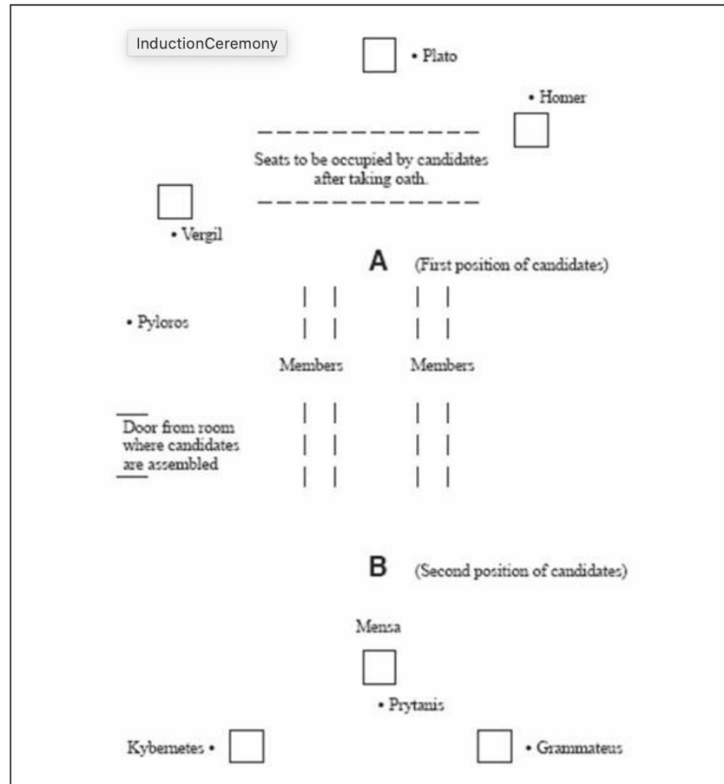 InductionCeremony
• Plato
• Homer
Seats to be occupied by candidates
after taking oath.
• Vergil
A (First position of candidates)
• Pyloros
Members Members
Door from room
where candidates
are assembled
B (Second position of candidates)
Mensa
• Prytanis
Kybernetes •
• Grammateus